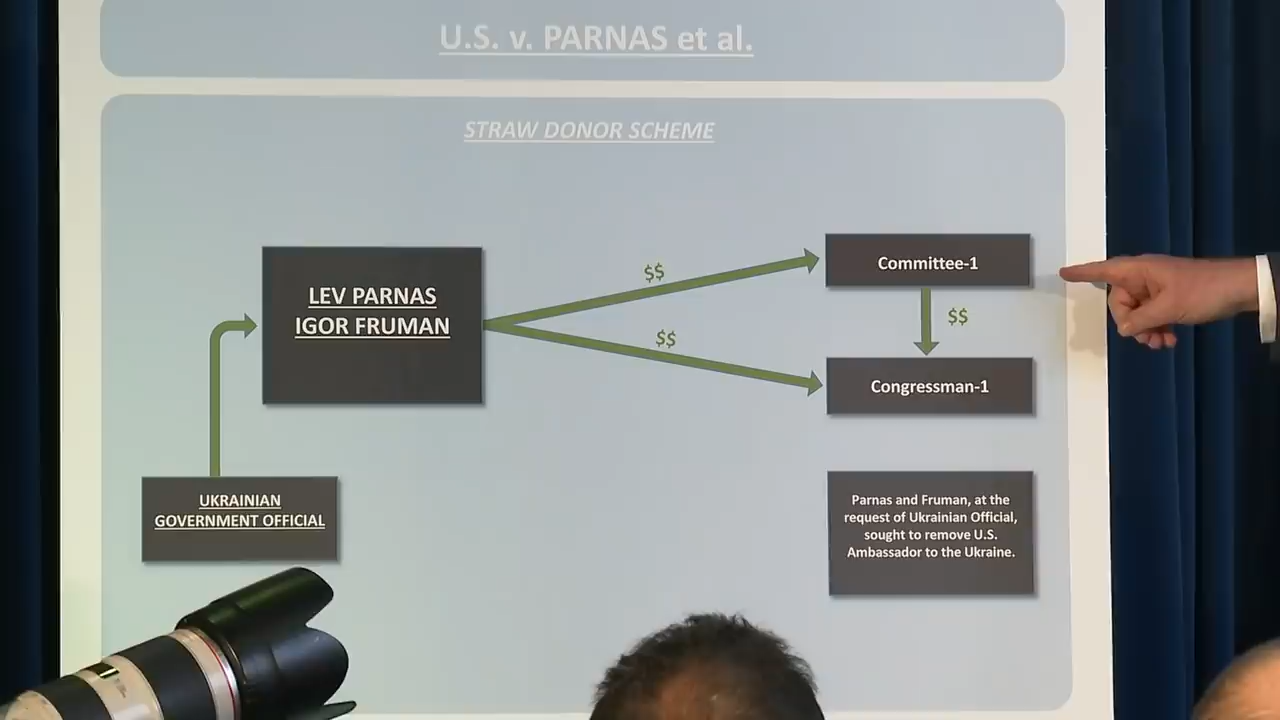 U.S. v. PARNAS et al.
STRAW DONOR SCHEME
LEV PARNAS
IGOR FRUMAN
$$
$$
Committee-1
$$
Congressman-1
UKRAINIAN
GOVERNMENT OFFICIAL
Parnas and Fruman, at the
request of Ukrainian Official,
sought to remove U.S.
Ambassador to the Ukraine.